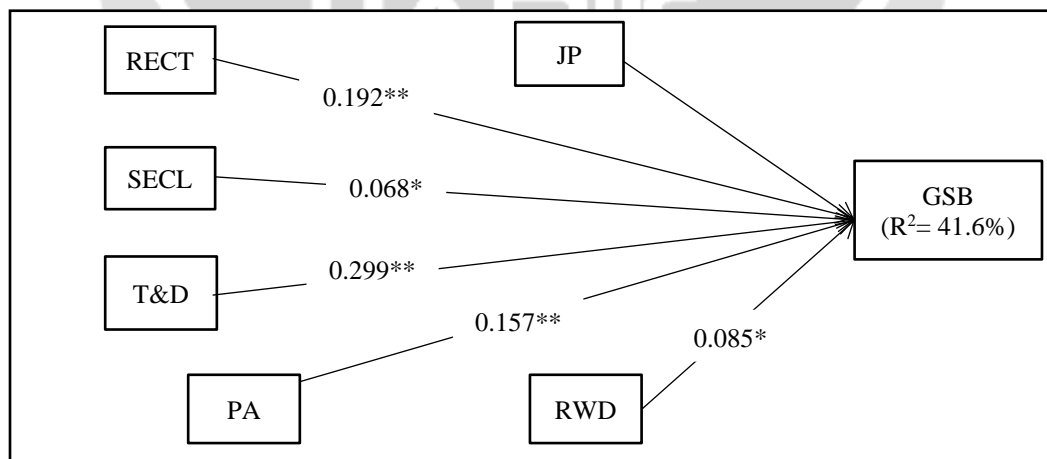 RECT
JP
0.192**
SECL
0.068*
GSB
(R²= 41.6%)
T&D
0.299**
0.157**
0.085*
PA
RWD